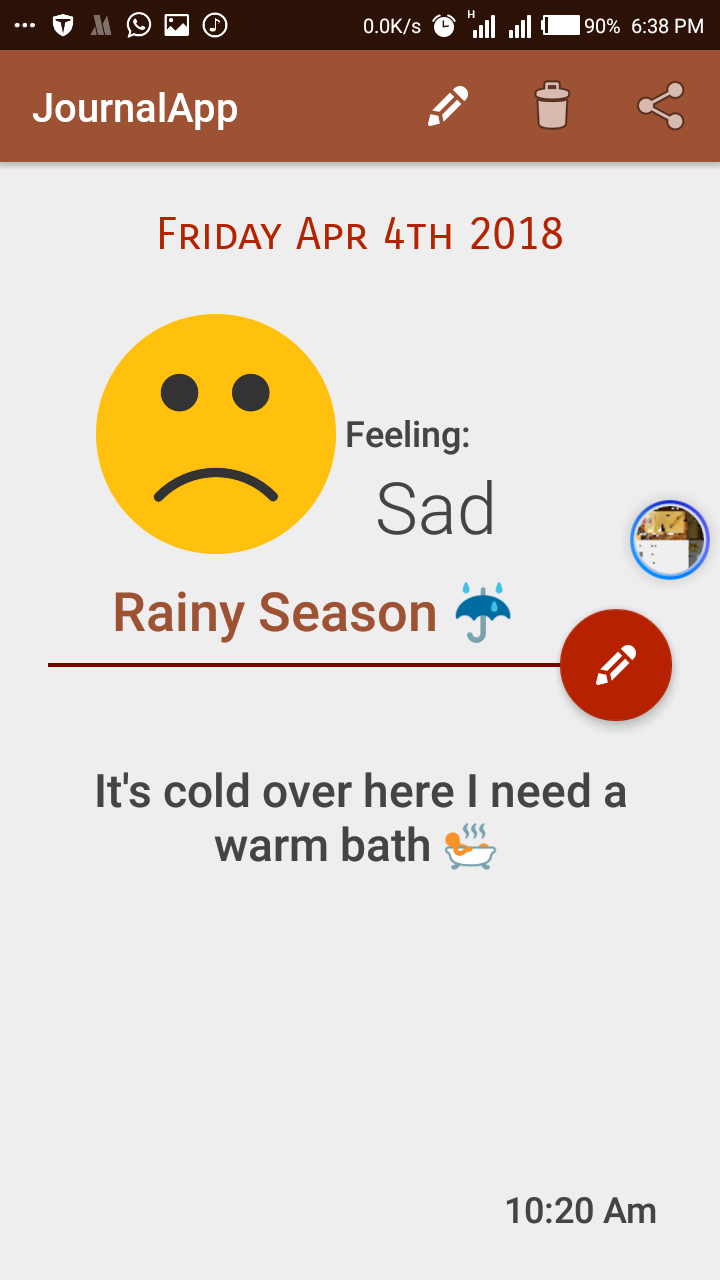 0.0K/s H 90% 6:38 PM
JournalApp
Friday Apr 4th 2018
Feeling:
Sad
Rainy Season ☔
It's cold over here I need a
warm bath 🛀
10:20 Am